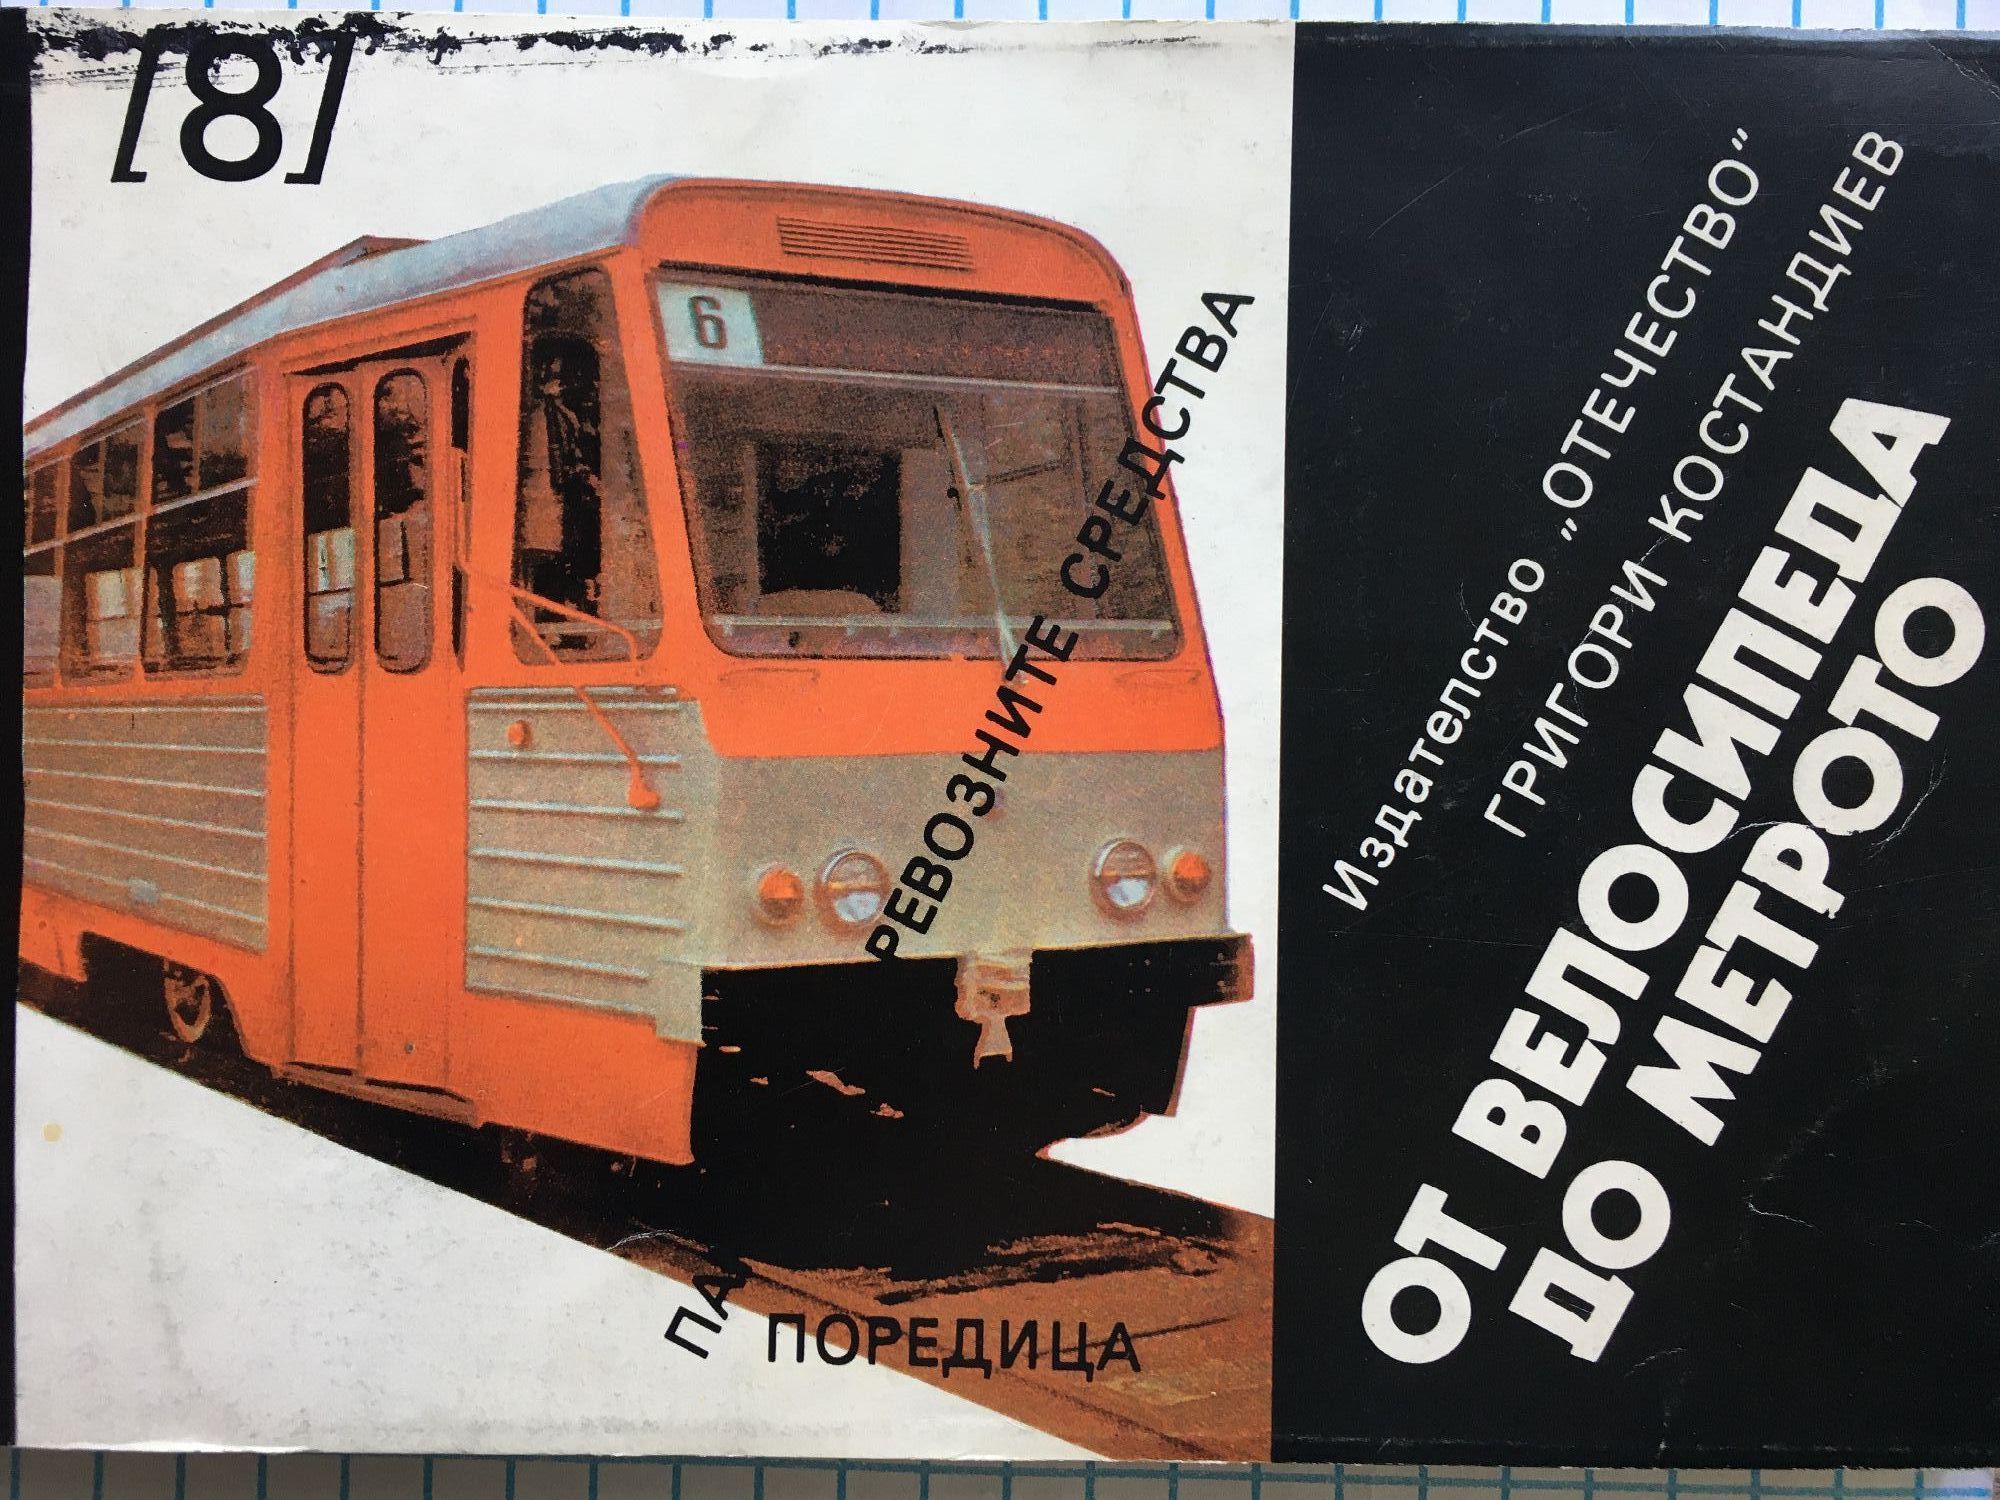 [8]
6
РЕВОЗНИТЕ СРЕДСТВА
ПА
ПОРЕДИЦА
Издателство „ОТЕЧЕСТВО”
ГРИГОРИ КОСТАНДИЕВ
ОТ ВЕЛОСИПЕДА
ДО МЕТРОТО